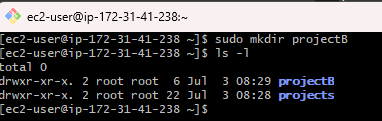 ec2-user@ip-172-31-41-238:~
[ec2-user@ip-172-31-41-238 ~]$ sudo mkdir projectB
[ec2-user@ip-172-31-41-238 ~]$ ls -l
total 0
drwxr-xr-x. 2 root root  6 Jul  3 08:29 projectB
drwxr-xr-x. 2 root root 22 Jul  3 08:28 projects
[ec2-user@ip-172-31-41-238 ~]$